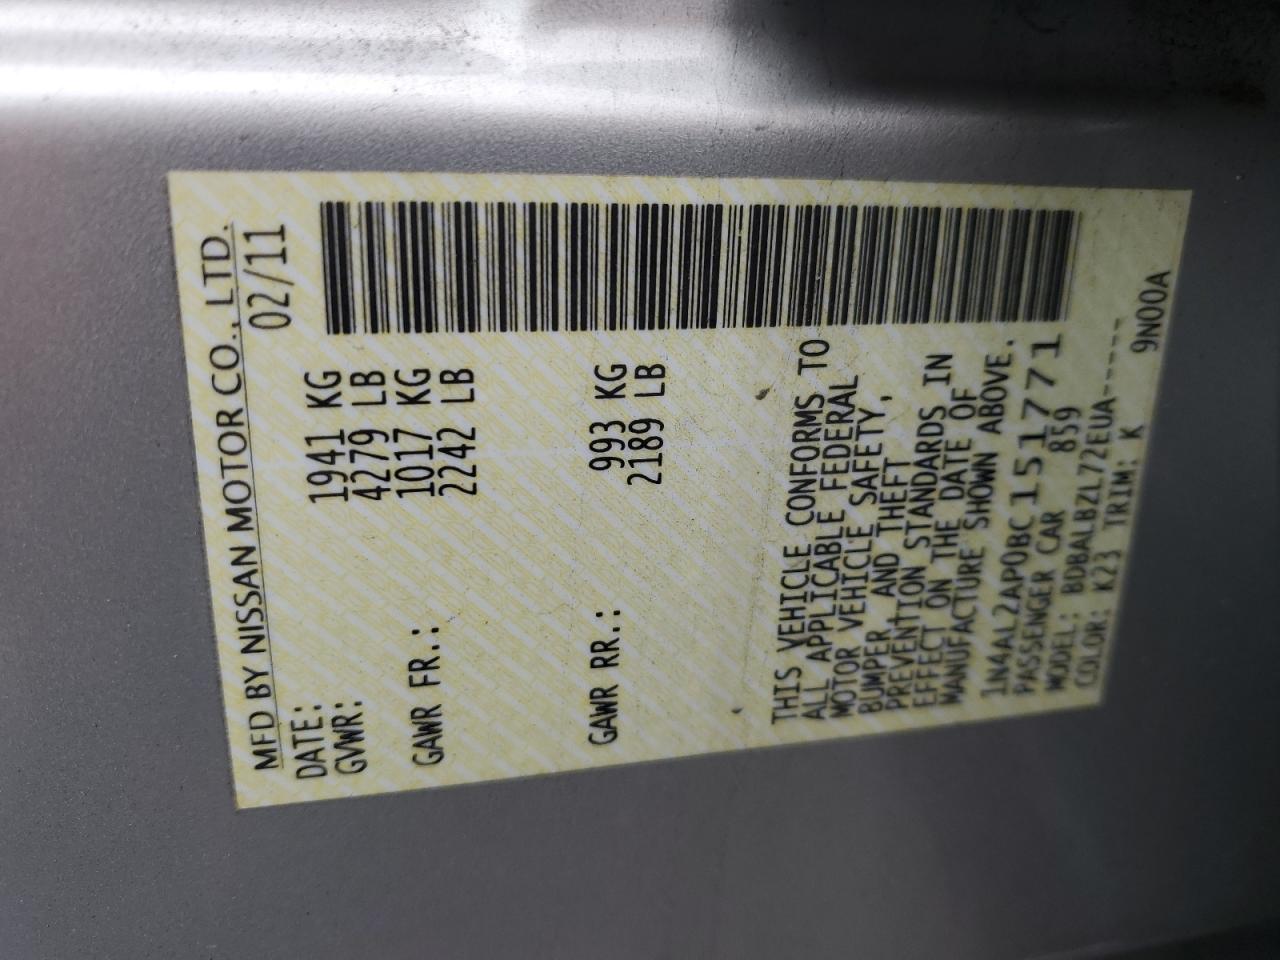 MFD BY NISSAN MOTOR CO., LTD.
DATE: 02/11
GVWR: 1941 KG
4279 LB
GAWR FR.: 1017 KG
2242 LB
GAWR RR.: 993 KG
2189 LB
THIS VEHICLE CONFORMS TO
ALL APPLICABLE FEDERAL
MOTOR VEHICLE SAFETY,
BUMPER, AND THEFT
PREVENTION STANDARDS IN
EFFECT ON THE DATE OF
MANUFACTURE SHOWN ABOVE.
1N4AL2AP0BC151771
PASSENGER CAR 859
MODEL: BDBALBZL72EUA-----
COLOR: K23 TRIM: K 9N00A